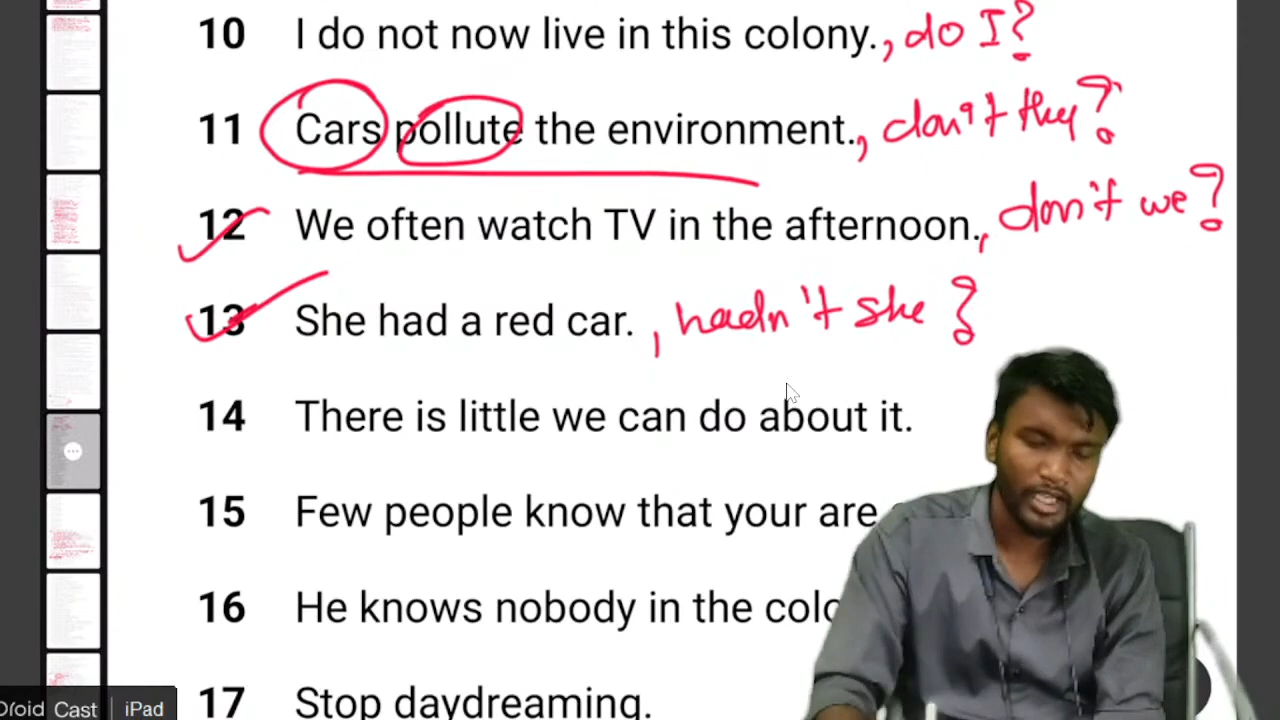 10 I do not now live in this colony., do I?
11 Cars pollute the environment., don't they?
12 We often watch TV in the afternoon., don't we?
13 She had a red car. , hadn't she?
14 There is little we can do about it.
15 Few people know that your are
16 He knows nobody in the colo
17 Stop daydreaming.
Droid Cast iPad